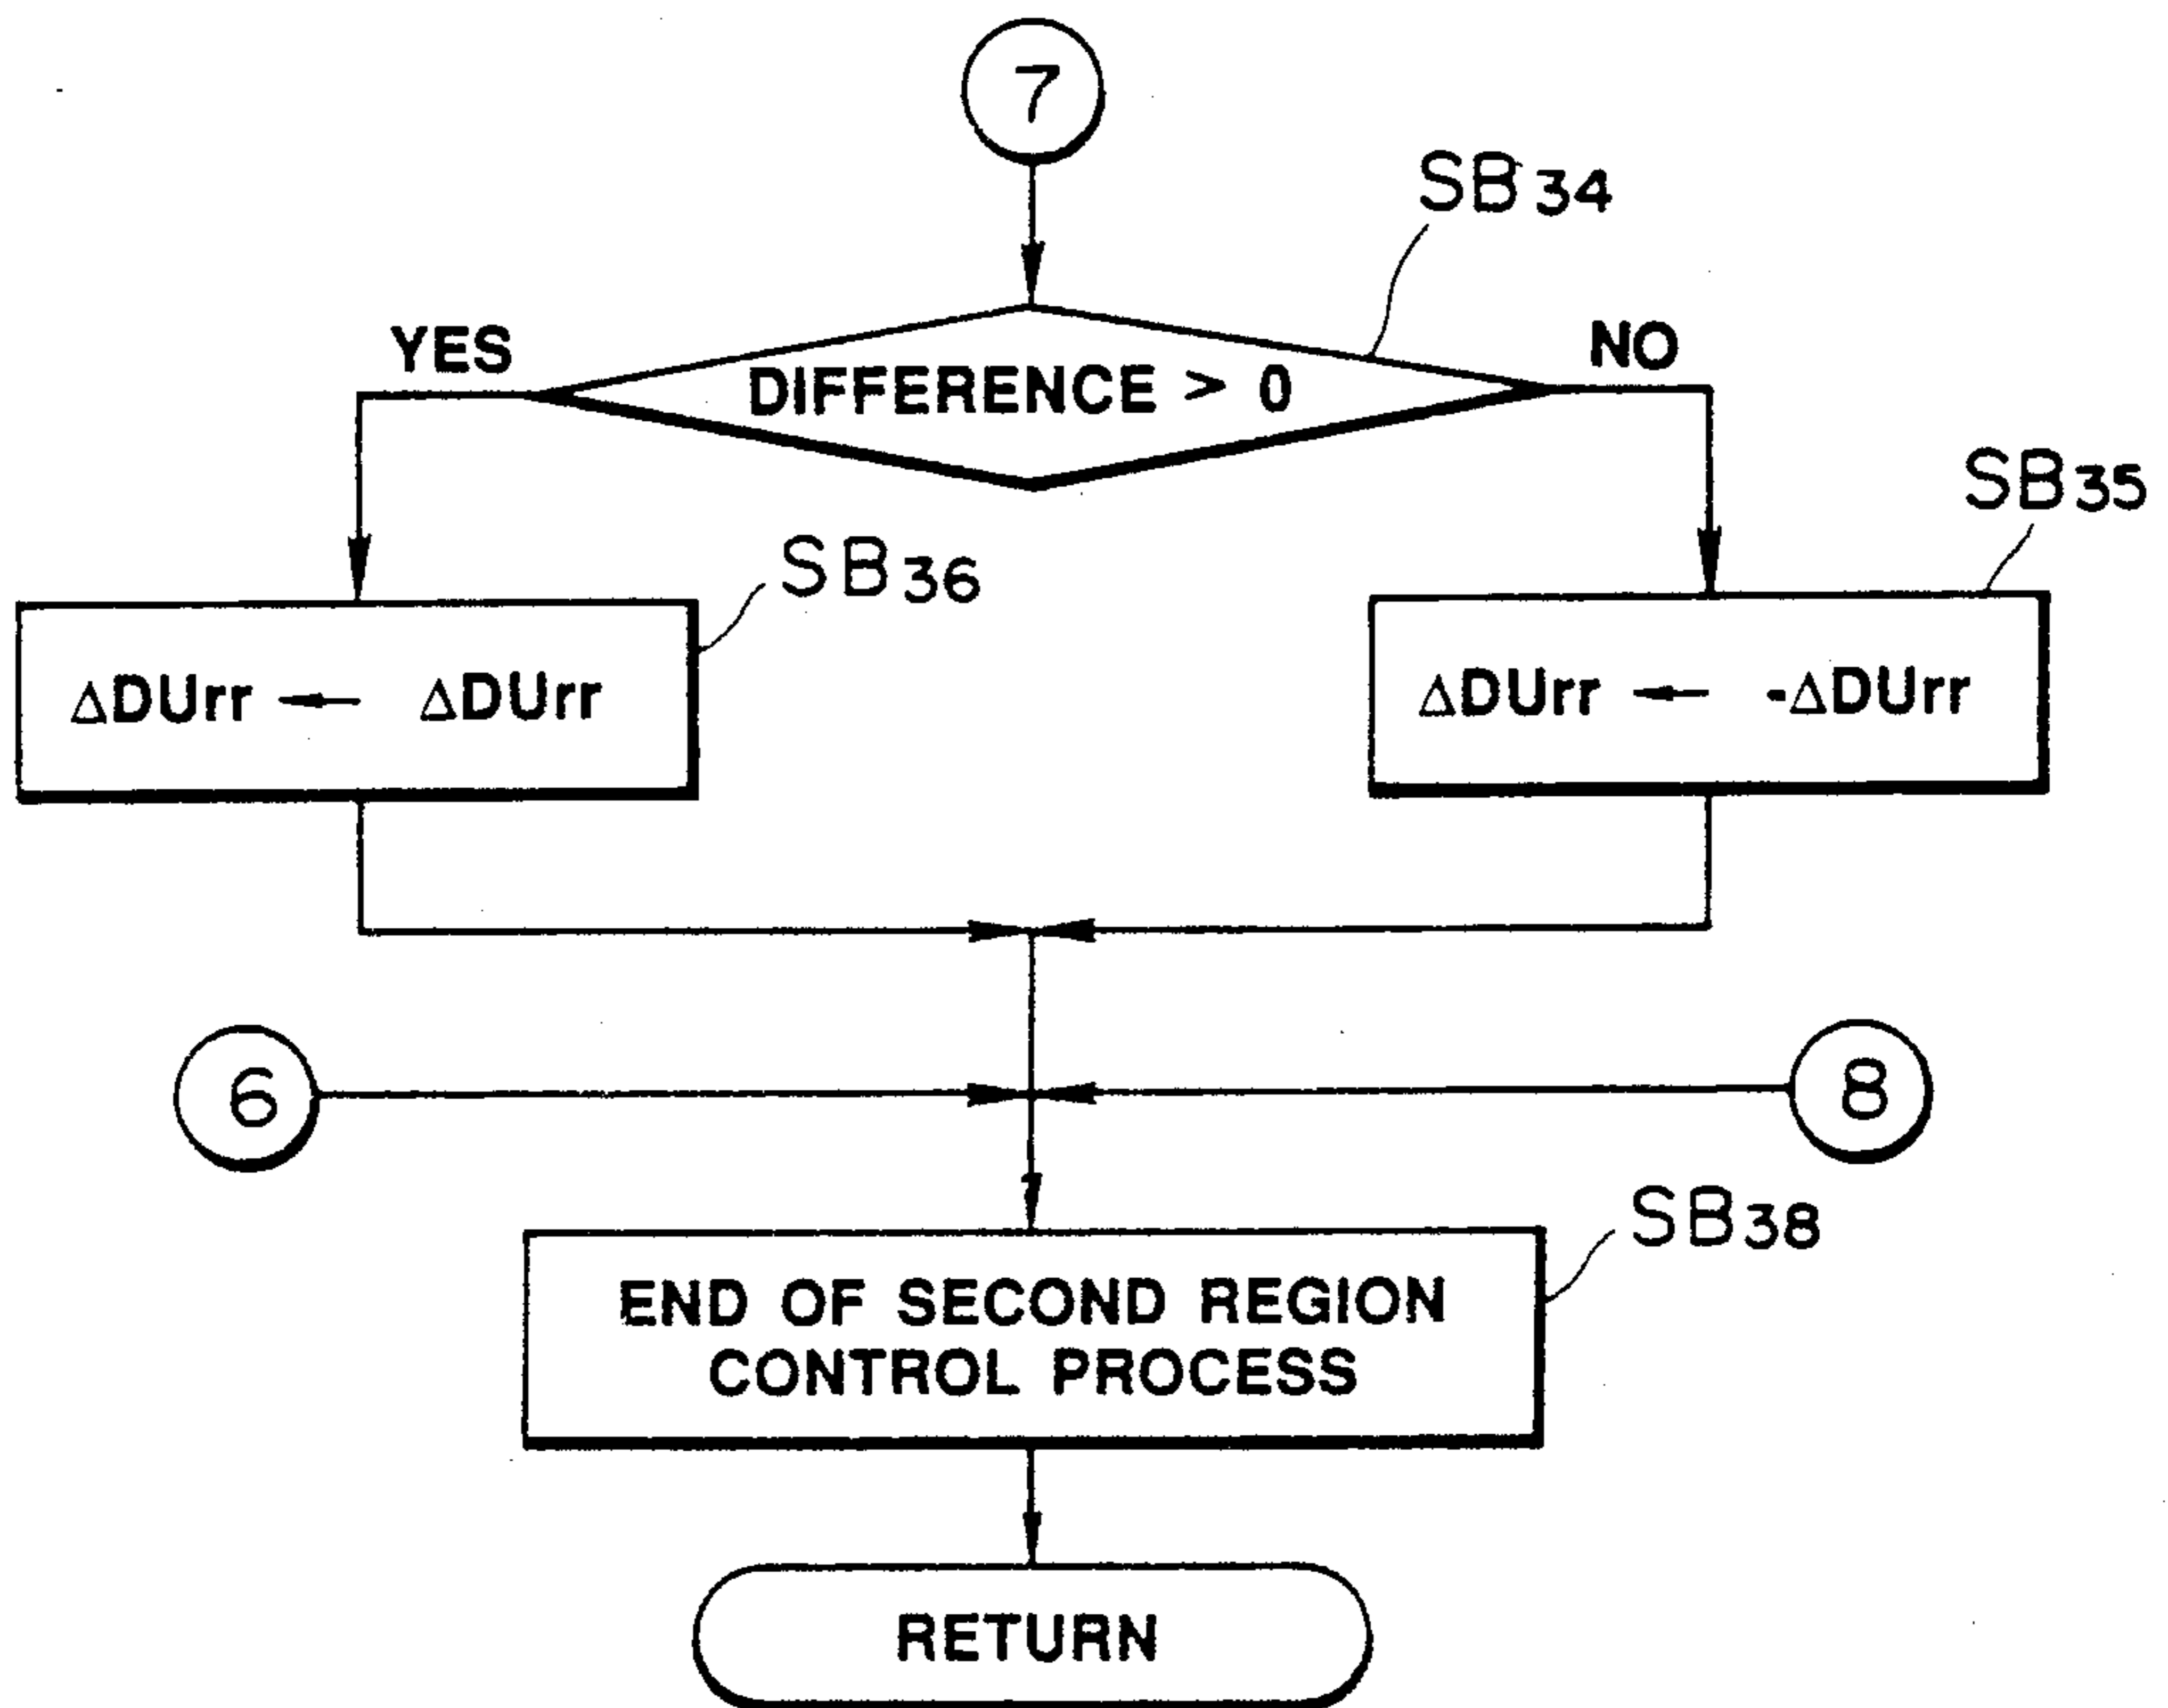 7
SB34
YES
NO
DIFFERENCE > 0
SB35
SB36
ΔDUrr ← ΔDUrr
ΔDUrr ← -ΔDUrr
6
8
SB38
END OF SECOND REGION
CONTROL PROCESS
RETURN